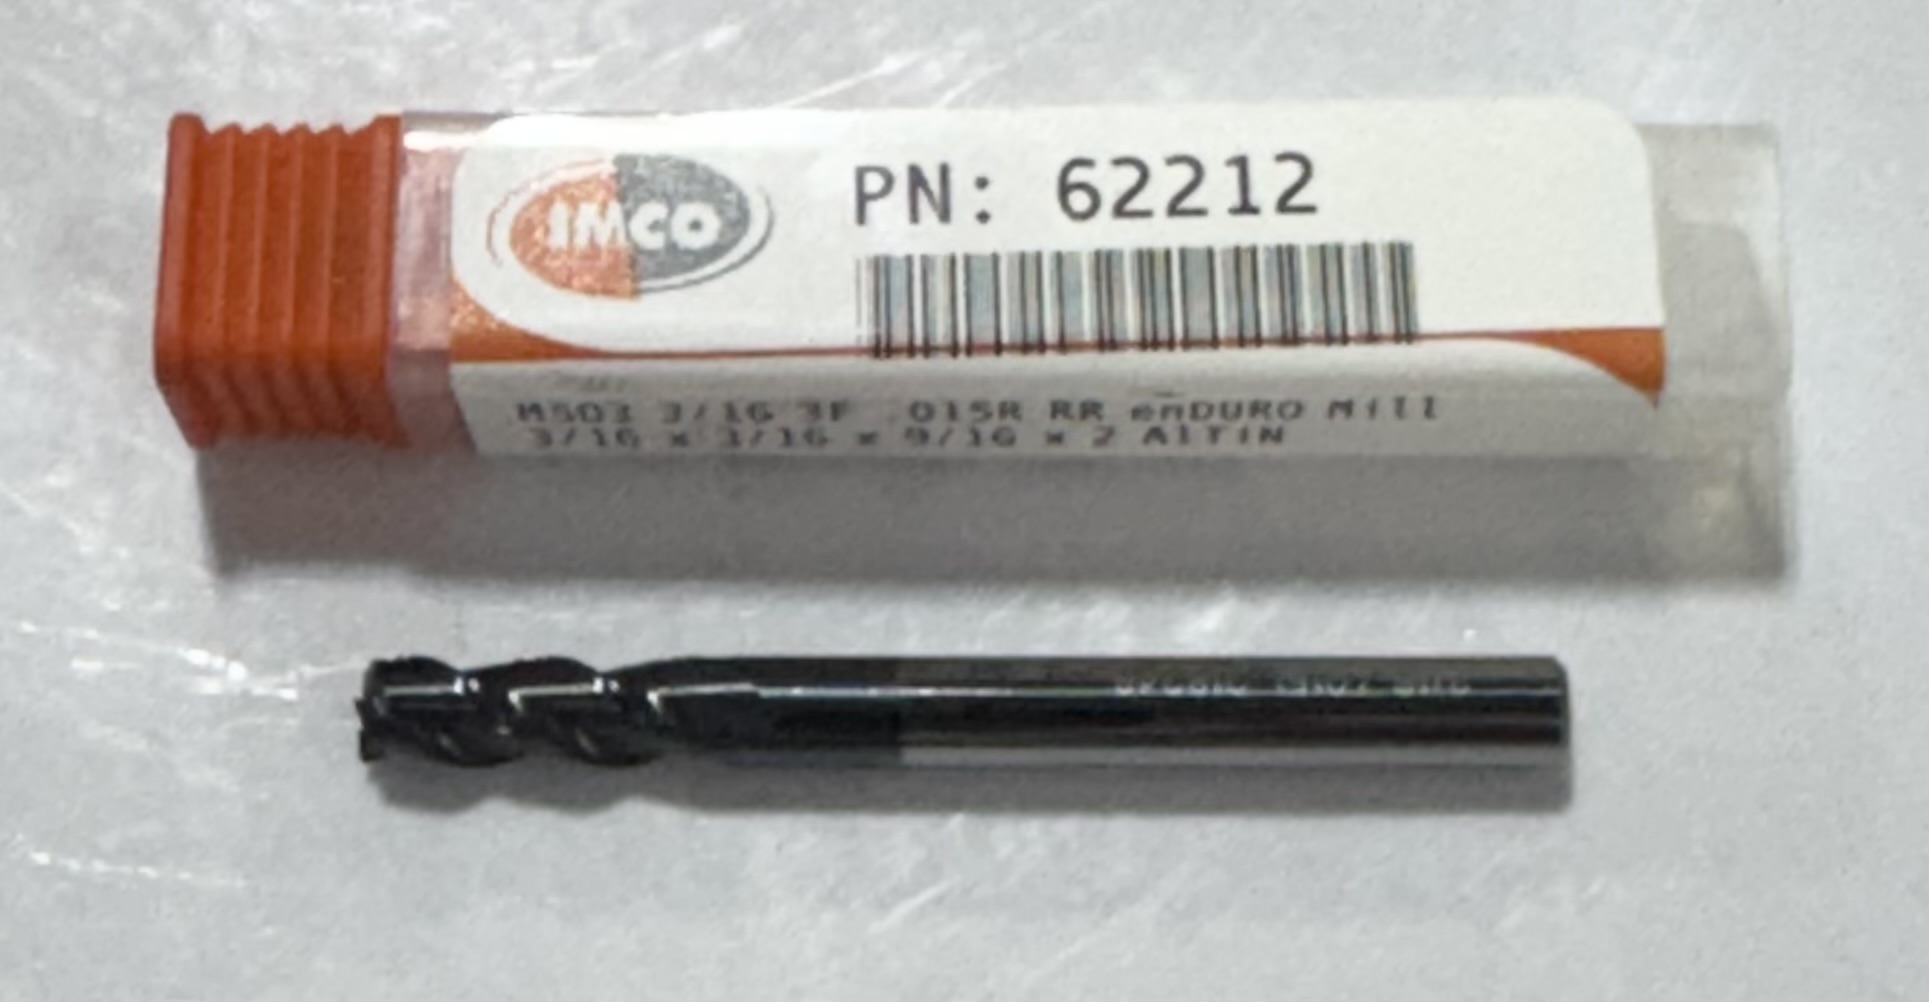 IMCO
PN: 62212
M503 3/16 3F .015R RR enDURO Mill
3/16 x 3/16 x 9/16 x 2 AlTiN